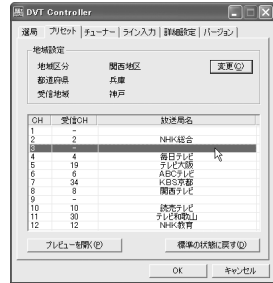 DVT Controller
選局 プリセット チューナー ライン入力 詳細設定 バージョン
地域設定
地域区分 関西地区 変更(C)
都道府県 兵庫
受信地域 神戸
CH 受信CH 放送局名
1 -
2 2 NHK総合
3 -
4 4 毎日テレビ
5 19 テレビ大阪
6 6 ABCテレビ
7 34 KBS京都
8 8 関西テレビ
9 -
10 10 読売テレビ
11 30 テレビ和歌山
12 12 NHK教育
プレビューを開く(P) 標準の状態に戻す(D)
OK キャンセル